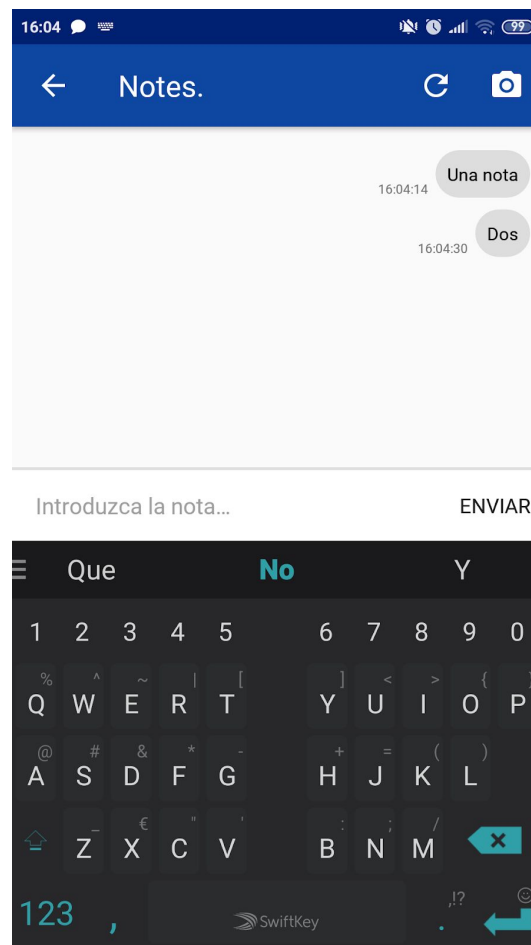 16:04 99
Notes.
Una nota
16:04:14
Dos
16:04:30
Introduzca la nota... ENVIAR
Que No Y
1 2 3 4 5 6 7 8 9 0
% ^ ~ | [ ] < > {
Q W E R T Y U I O P
@ # & * - + = ( )
A S D F G H J K L
_ € " ' : ; /
Z X C V B N M
,!?
123 , SwiftKey .